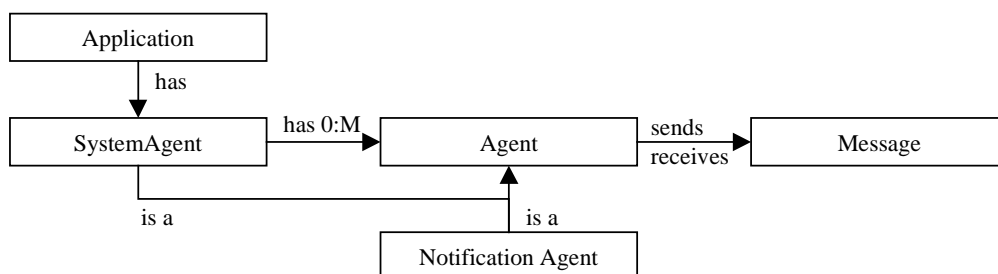 Application
has
SystemAgent
has 0:M
Agent
sends
receives
Message
is a
is a
Notification Agent